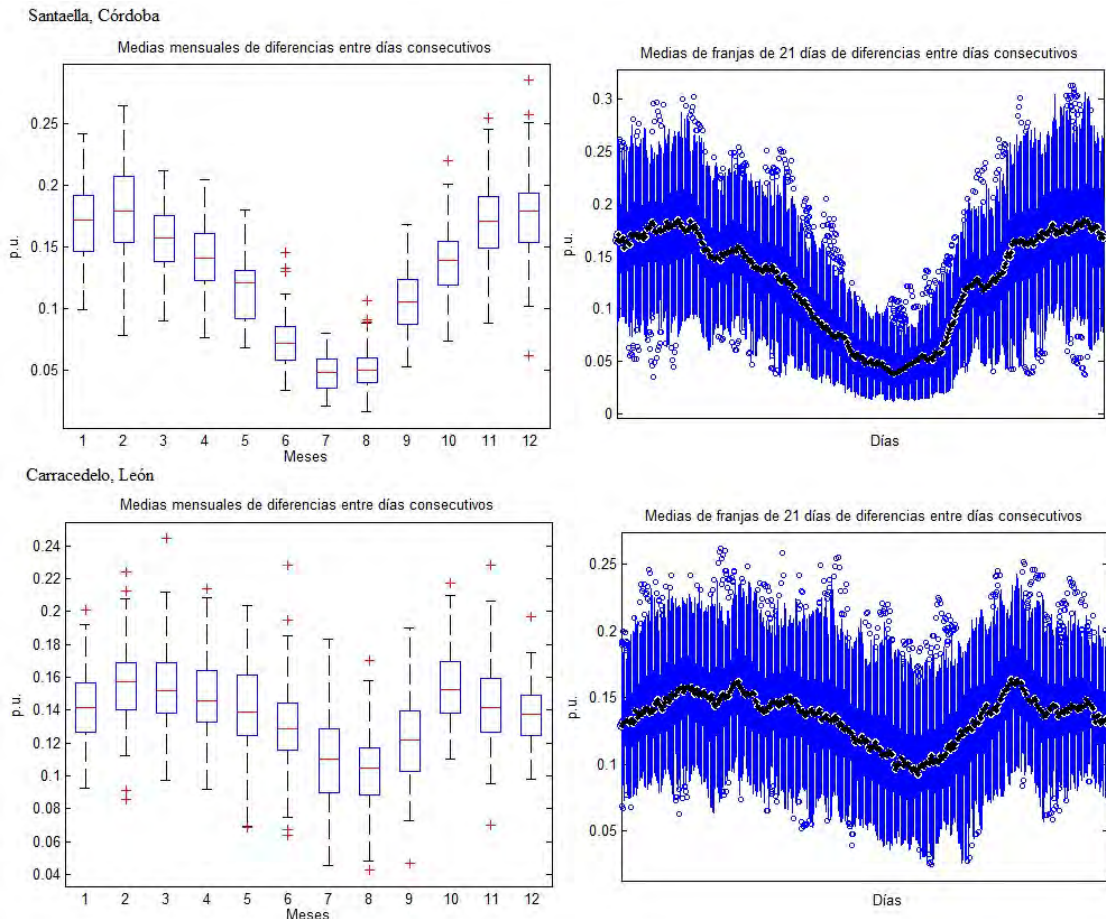 Santaella, Córdoba
Medias mensuales de diferencias entre días consecutivos
p.u.
0.25
0.2
0.15
0.1
0.05
1 2 3 4 5 6 7 8 9 10 11 12
Meses
Medias de franjas de 21 días de diferencias entre días consecutivos
p.u.
0.3
0.25
0.2
0.15
0.1
0.05
0
Días
Carracedelo, León
Medias mensuales de diferencias entre días consecutivos
p.u.
0.24
0.22
0.2
0.18
0.16
0.14
0.12
0.1
0.08
0.06
0.04
1 2 3 4 5 6 7 8 9 10 11 12
Meses
Medias de franjas de 21 días de diferencias entre días consecutivos
p.u.
0.25
0.2
0.15
0.1
0.05
Días